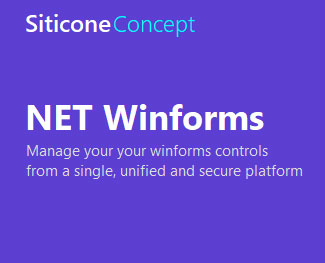 SiticoneConcept
NET Winforms
Manage your your winforms controls
from a single, unified and secure platform